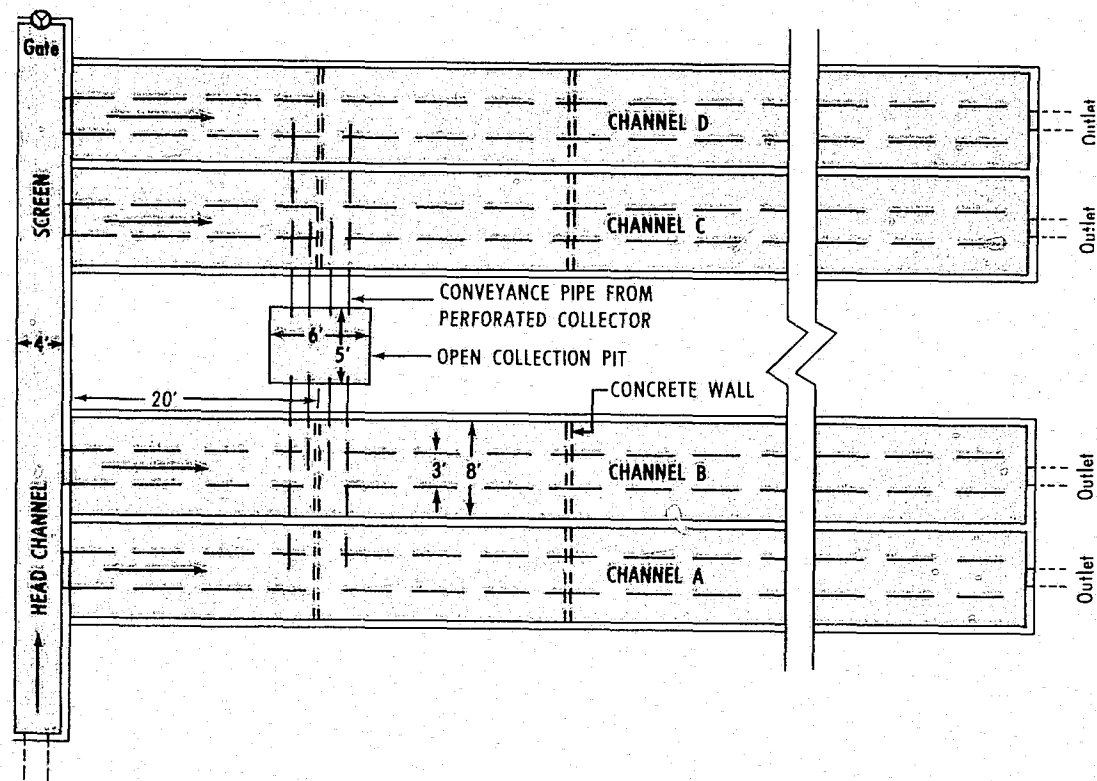 Gate
SCREEN
HEAD CHANNEL
4'
CHANNEL D
Outlet
CHANNEL C
Outlet
CONVEYANCE PIPE FROM
PERFORATED COLLECTOR
6'
5'
OPEN COLLECTION PIT
20'
CONCRETE WALL
3'
8'
CHANNEL B
Outlet
CHANNEL A
Outlet